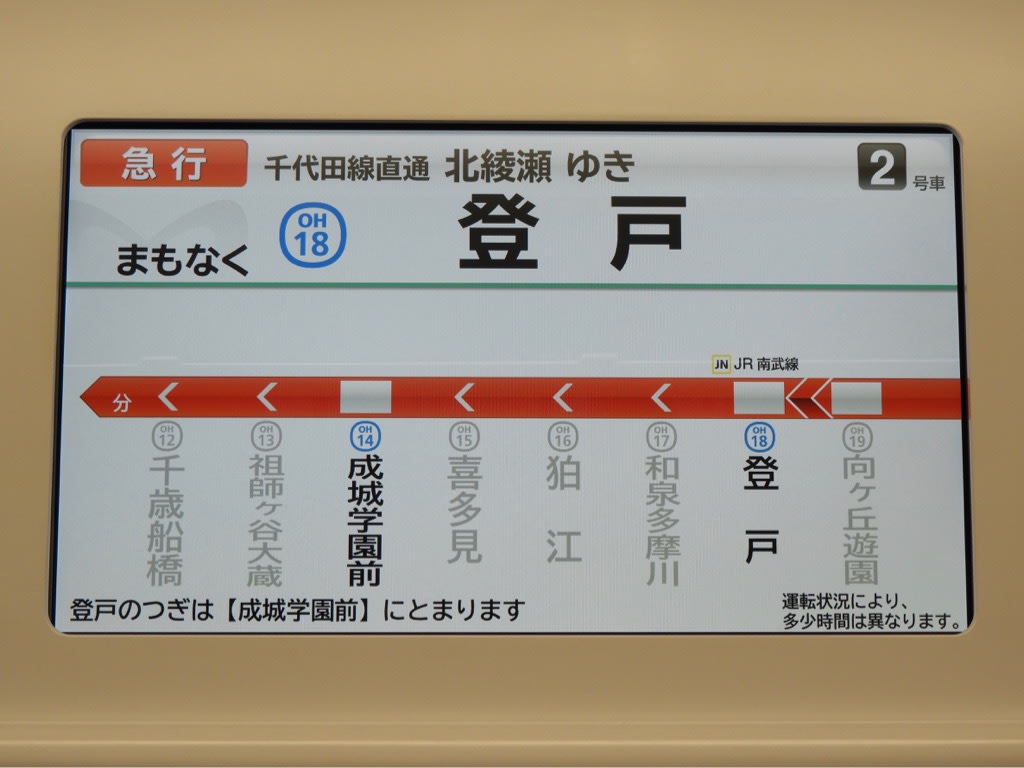 急行 千代田線直通 北綾瀬 ゆき 2 号車
まもなく OH 18 登戸
JN JR 南武線
分
OH 12 千歳船橋
OH 13 祖師ヶ谷大蔵
OH 14 成城学園前
OH 15 喜多見
OH 16 狛江
OH 17 和泉多摩川
OH 18 登戸
OH 19 向ヶ丘遊園
登戸のつぎは【成城学園前】にとまります
運転状況により、
多少時間は異なります。